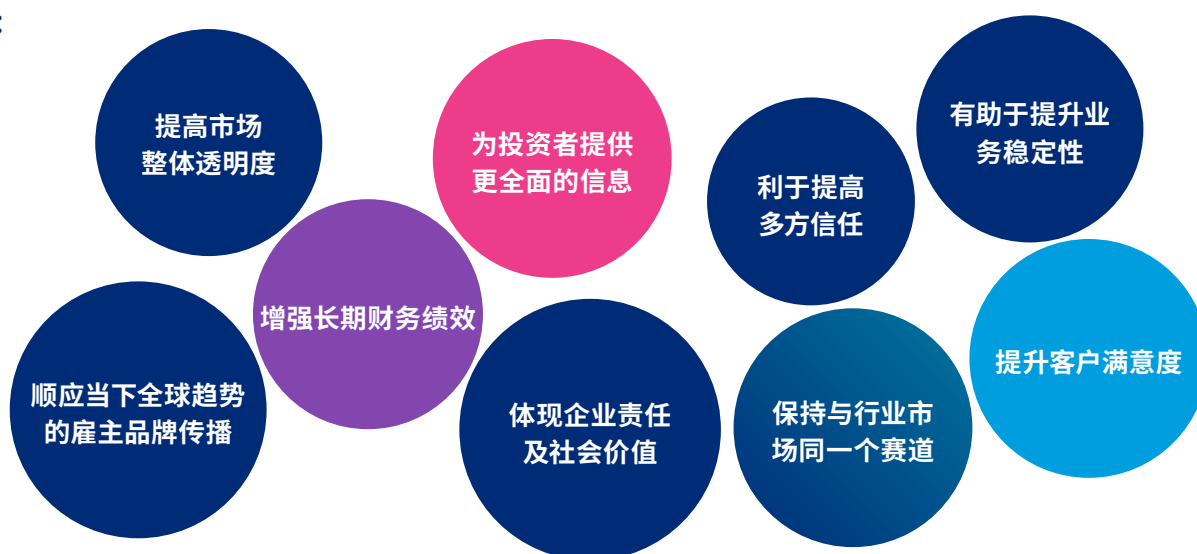 :
提高市场
整体透明度
为投资者提供
更全面的信息
利于提高
多方信任
有助于提升业
务稳定性
增强长期财务绩效
顺应当下全球趋势
的雇主品牌传播
体现企业责任
及社会价值
保持与行业市
场同一个赛道
提升客户满意度